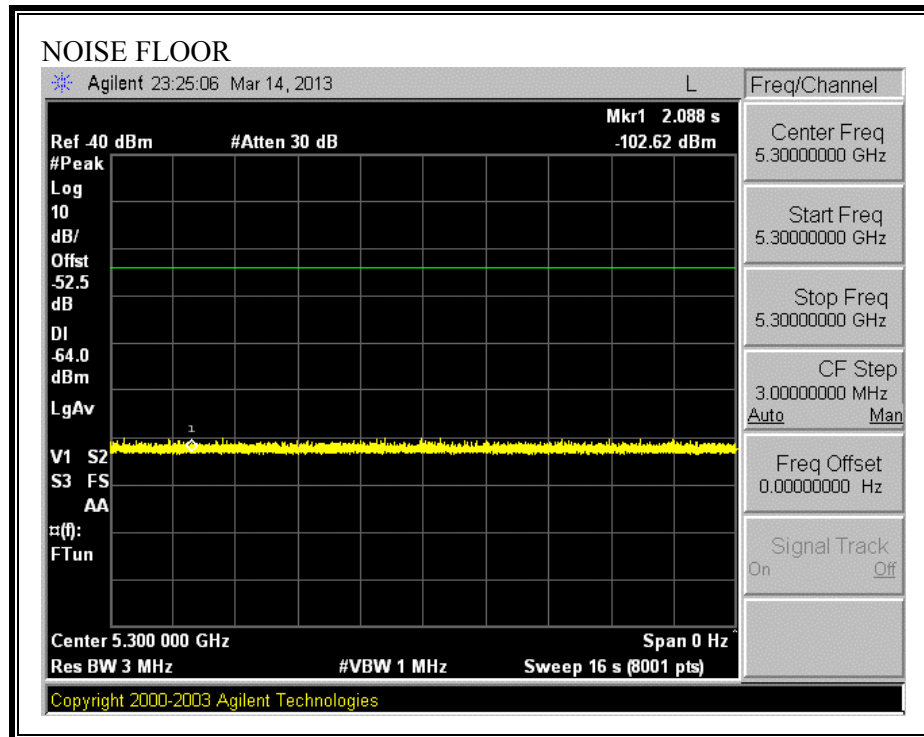 NOISE FLOOR
Agilent 23:25:06 Mar 14, 2013 L
Freq/Channel
Mkr1 2.088 s
Ref -40 dBm #Atten 30 dB -102.62 dBm
#Peak
Log
10
dB/
Offst
-52.5
dB
DI
-64.0
dBm
LgAv
1
V1 S2
S3 FS
AA
¤(f):
FTun
Center 5.300 000 GHz Span 0 Hz^
Res BW 3 MHz #VBW 1 MHz Sweep 16 s (8001 pts)
Copyright 2000-2003 Agilent Technologies
Center Freq
5.30000000 GHz
Start Freq
5.30000000 GHz
Stop Freq
5.30000000 GHz
CF Step
3.00000000 MHz
Auto Man
Freq Offset
0.00000000 Hz
Signal Track
On Off